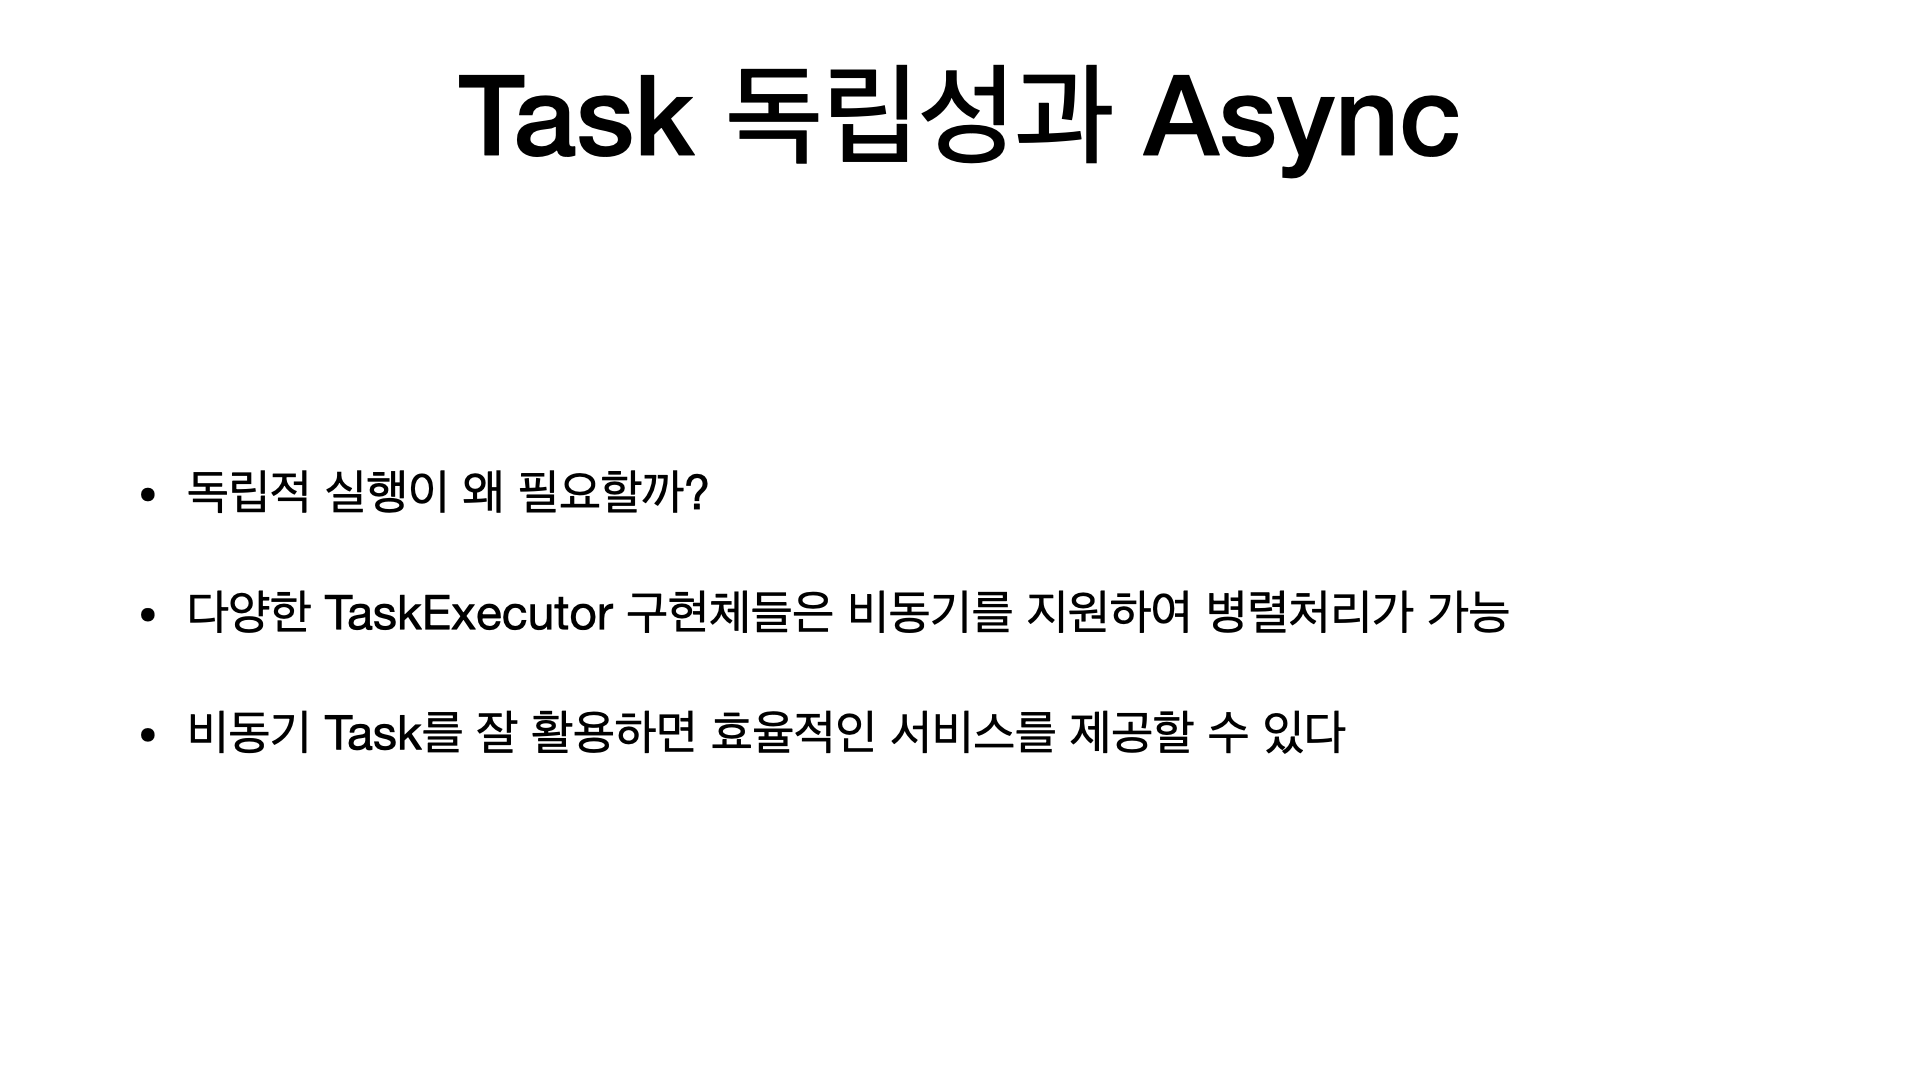 Task 독립성과 Async
• 독립적 실행이 왜 필요할까?
• 다양한 TaskExecutor 구현체들은 비동기를 지원하여 병렬처리가 가능
• 비동기 Task를 잘 활용하면 효율적인 서비스를 제공할 수 있다